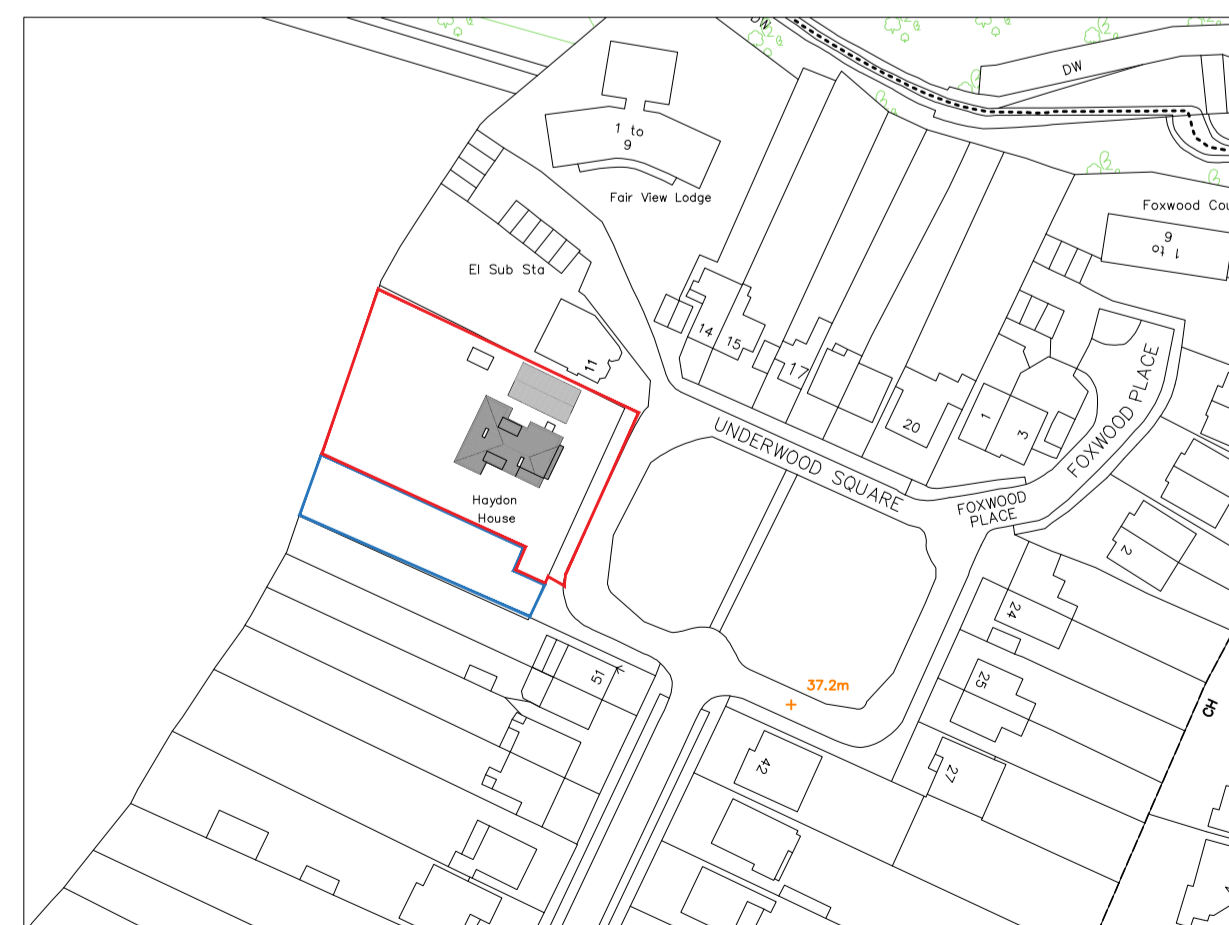 DW
DW
1 to
9
Fair View Lodge
Foxwood Cou
1 to
6
El Sub Sta
11
14
15
17
20
1
3
FOXWOOD PLACE
UNDERWOOD SQUARE
FOXWOOD
PLACE
Haydon
House
2
24
51
25
37.2m
CH
42
27